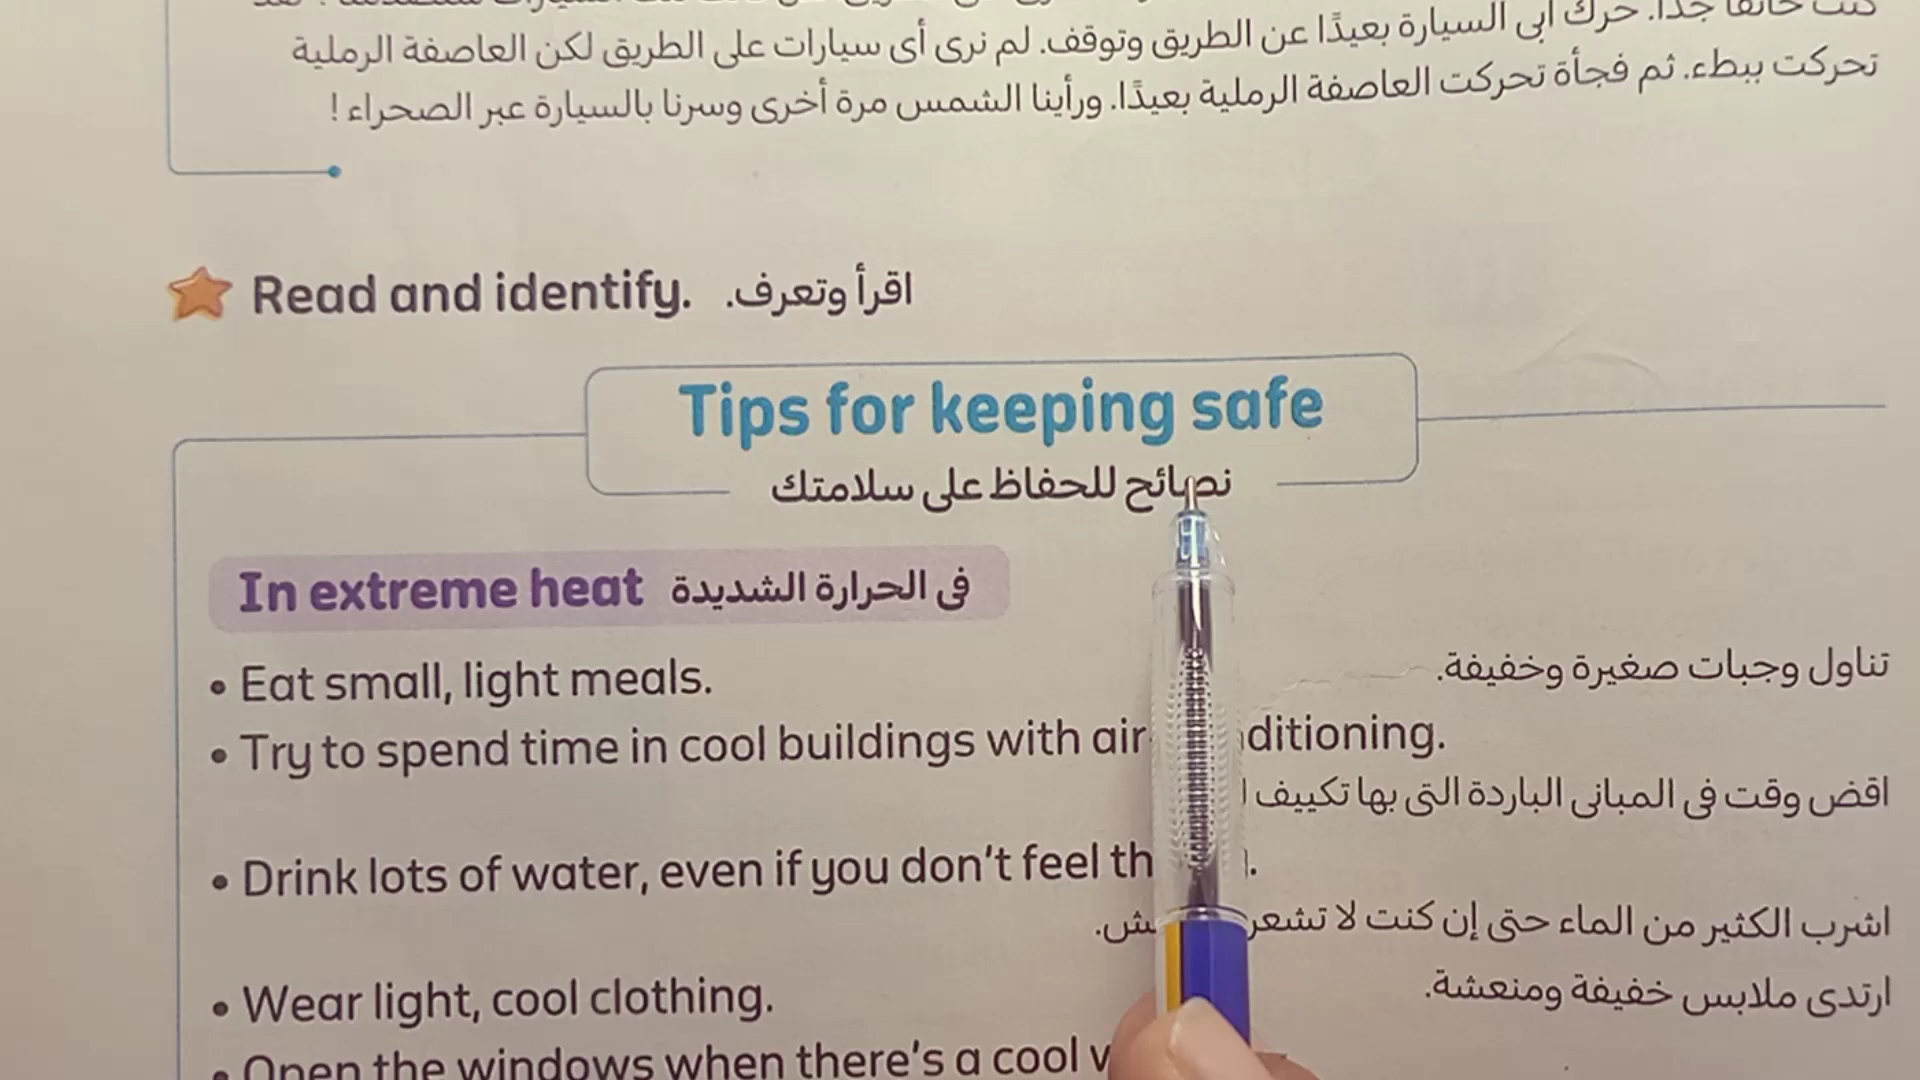 كنت خائفًا جدًا. حرك أبى السيارة بعيدًا عن الطريق وتوقف. لم نرى أى سيارات على الطريق لكن العاصفة الرملية
تحركت ببطء. ثم فجأة تحركت العاصفة الرملية بعيدًا. ورأينا الشمس مرة أخرى وسرنا بالسيارة عبر الصحراء !
Read and identify. اقرأ وتعرف.
Tips for keeping safe
نصائح للحفاظ على سلامتك
In extreme heat فى الحرارة الشديدة
• Eat small, light meals. تناول وجبات صغيرة وخفيفة.
• Try to spend time in cool buildings with air ditioning.
اقض وقت فى المبانى الباردة التى بها تكييف
• Drink lots of water, even if you don't feel
اشرب الكثير من الماء حتى إن كنت لا تشعر
• Wear light, cool clothing. ارتدى ملابس خفيفة ومنعشة.
• Open the windows when there's a cool